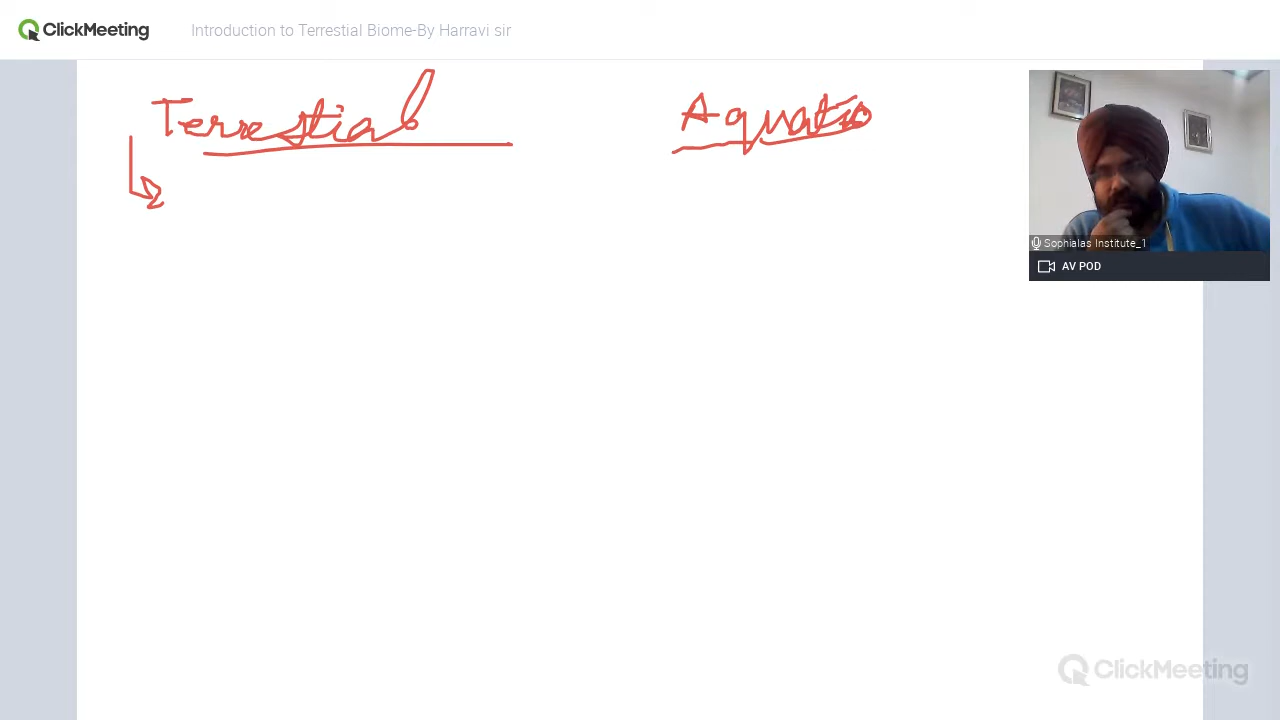 ClickMeeting
Introduction to Terrestial Biome-By Harravi sir
Terrestial
Aquatic
Sophialas Institute_1
AV POD
ClickMeeting